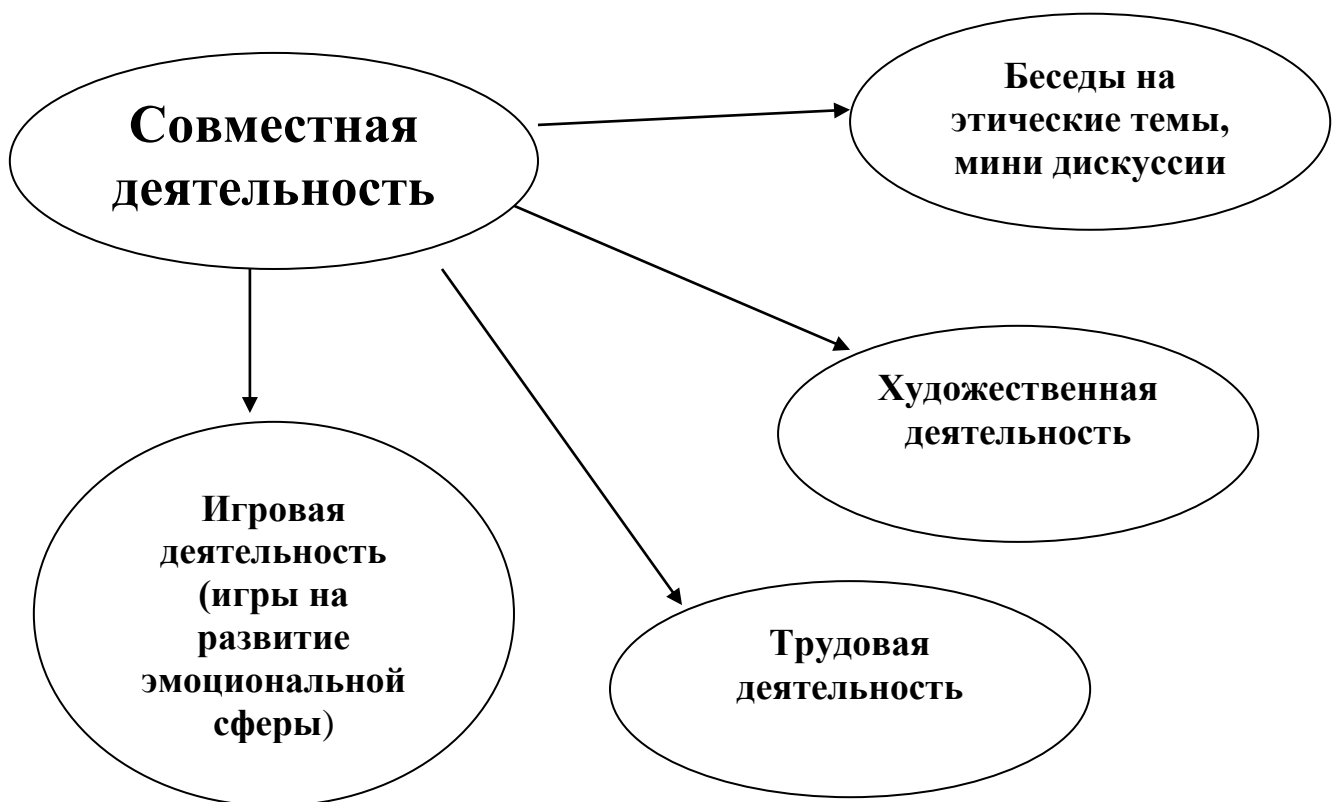 Совместная
деятельность
Беседы на
этические темы,
мини дискуссии
Художественная
деятельность
Игровая
деятельность
(игры на
развитие
эмоциональной
сферы)
Трудовая
деятельность